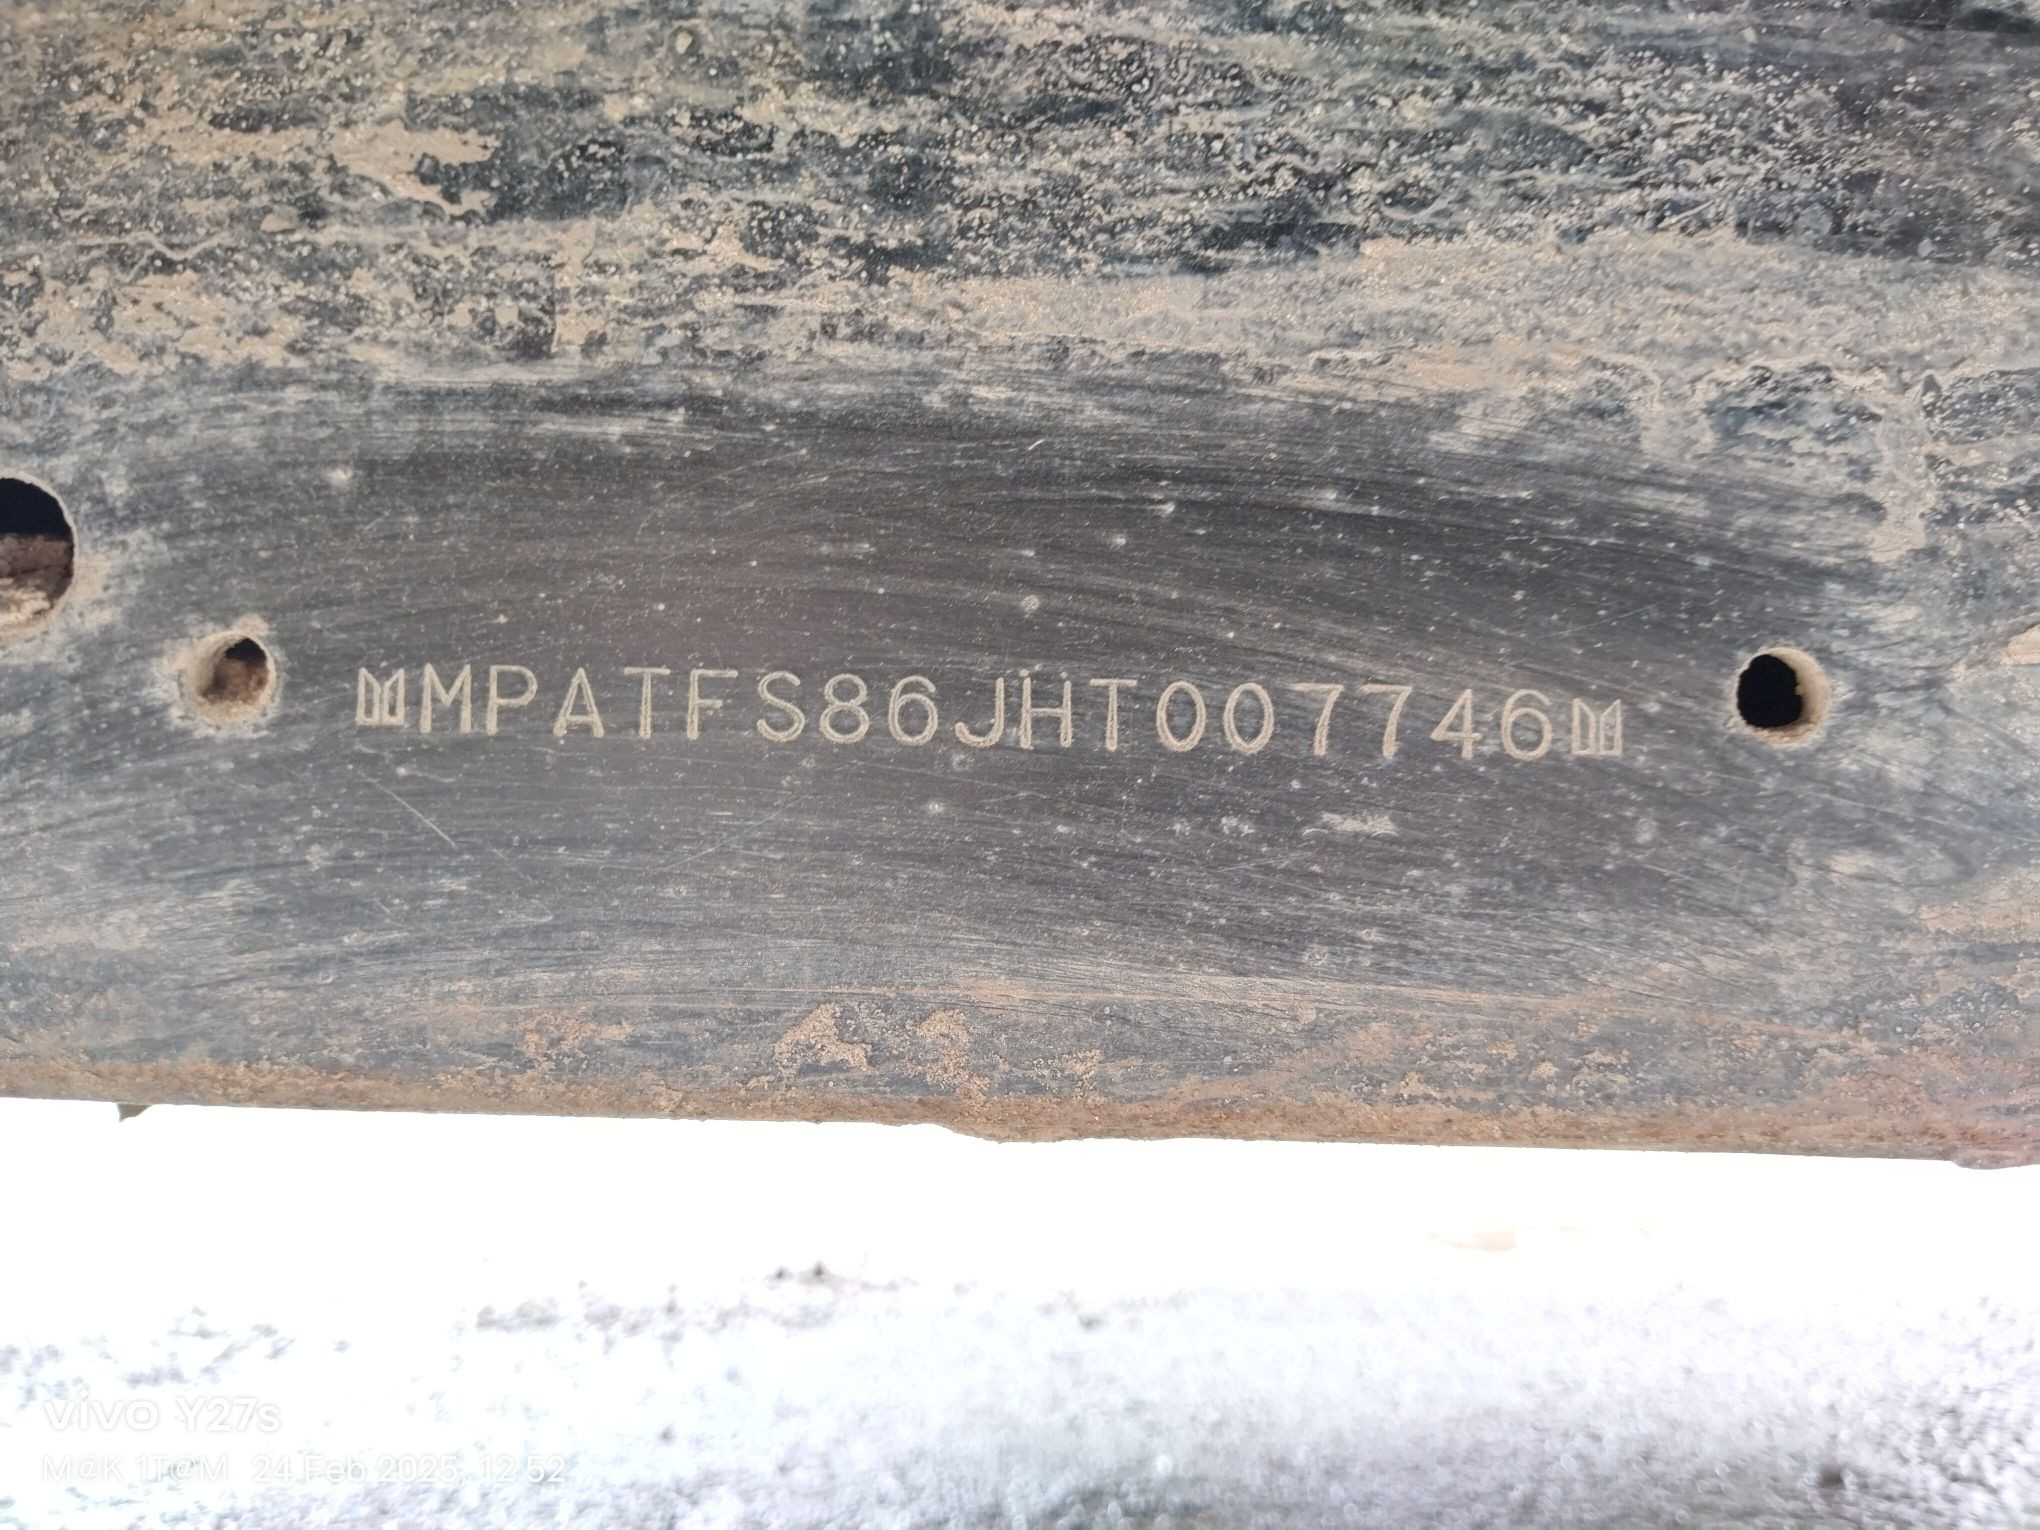 MPATFS86JHT007746
vivo Y27s
M@K 1T@M 24 Feb 2025, 12:52